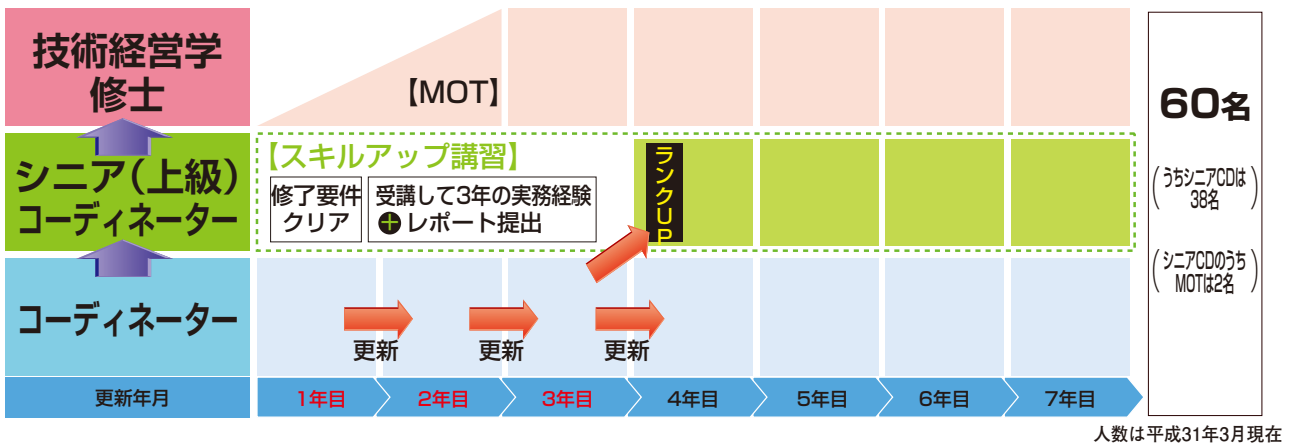 技術経営学
修士
【MOT】
シニア(上級)
コーディネーター
【スキルアップ講習】
修了要件
クリア
受講して3年の実務経験
+レポート提出
ランクUP
コーディネーター
更新
更新
更新
更新年月
1年目
2年目
3年目
4年目
5年目
6年目
7年目
60名
(うちシニアCDは
38名)
(シニアCDのうち
MOTは2名)
人数は平成31年3月現在